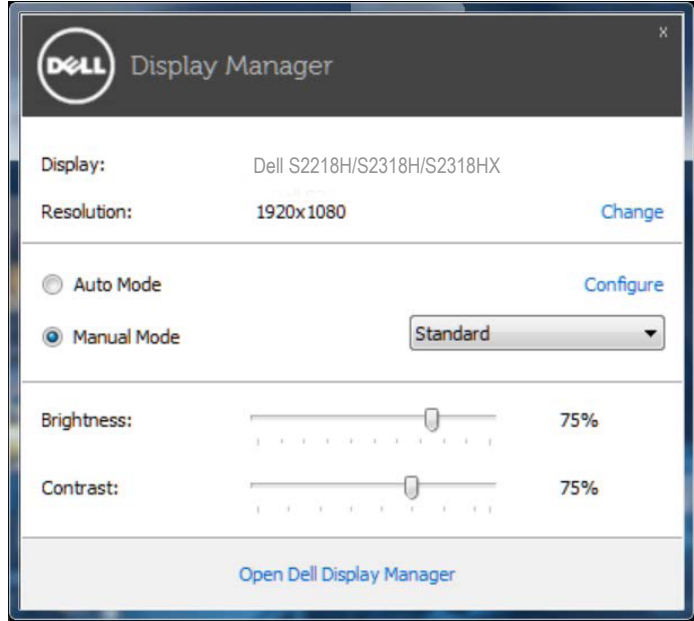 DELL Display Manager x
Display: Dell S2218H/S2318H/S2318HX
Resolution: 1920x1080 Change
Auto Mode Configure
Manual Mode Standard
Brightness: 75%
Contrast: 75%
Open Dell Display Manager